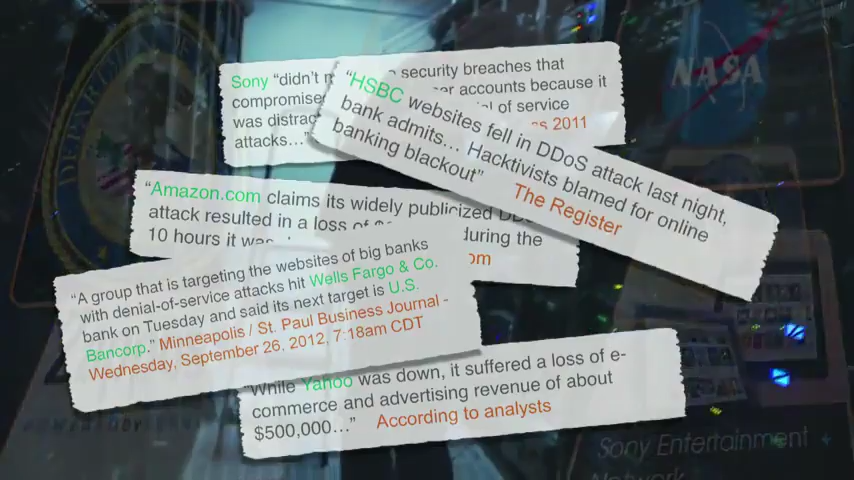 NASA
Sony “didn't
security breaches that
compromise
accounts because it
was distrac
of service
attacks…”
2011
“HSBC websites fell in DDoS attack last night,
bank admits… Hacktivists blamed for online
banking blackout” The Register
“Amazon.com claims its widely publicized
attack resulted in a loss of
during the
10 hours it was
om
“A group that is targeting the websites of big banks
with denial-of-service attacks hit Wells Fargo & Co.
bank on Tuesday and said its next target is U.S.
Bancorp.” Minneapolis / St. Paul Business Journal -
Wednesday, September 26, 2012, 7:18am CDT
“While Yahoo was down, it suffered a loss of e-
commerce and advertising revenue of about
$500,000…” According to analysts
Sony Entertainment
Network